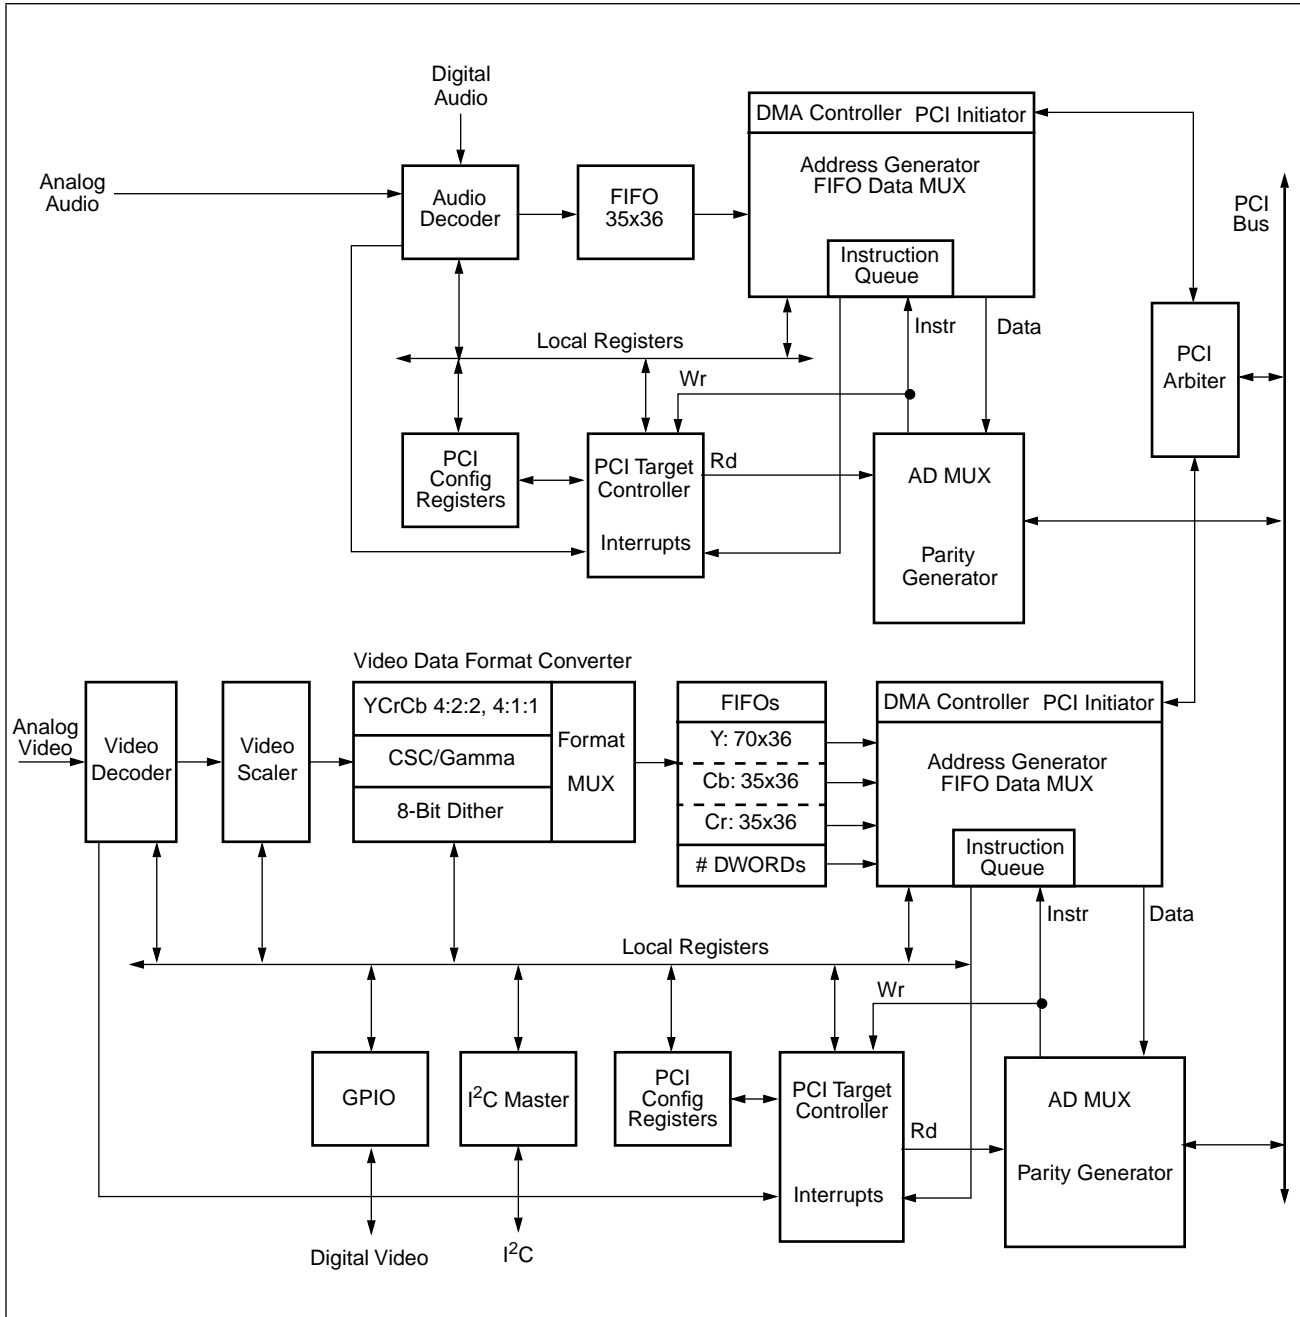 Digital
Audio
Analog
Audio
Audio
Decoder
FIFO
35x36
DMA Controller PCI Initiator
Address Generator
FIFO Data MUX
Instruction
Queue
PCI
Bus
Instr
Data
Local Registers
PCI
Arbiter
Wr
PCI
Config
Registers
PCI Target
Controller
Interrupts
Rd
AD MUX
Parity
Generator
Video Data Format Converter
Analog
Video
Video
Decoder
Video
Scaler
YCrCb 4:2:2, 4:1:1
CSC/Gamma
8-Bit Dither
Format
MUX
FIFOs
Y: 70x36
Cb: 35x36
Cr: 35x36
# DWORDs
DMA Controller PCI Initiator
Address Generator
FIFO Data MUX
Instruction
Queue
Instr
Data
Local Registers
Wr
GPIO
I²C Master
PCI
Config
Registers
PCI Target
Controller
Interrupts
Rd
AD MUX
Parity Generator
Digital Video
I²C